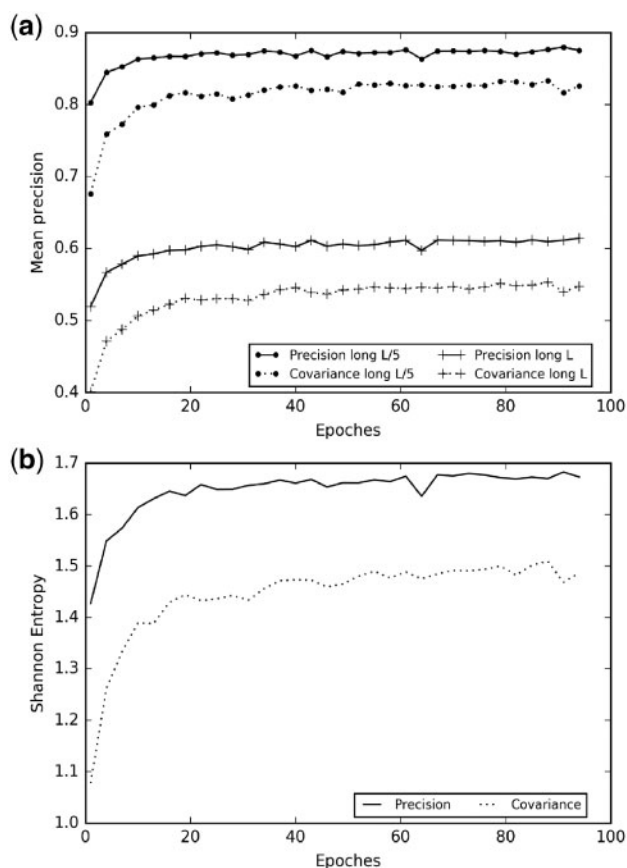 (a)
0.9
0.8
0.7
0.6
0.5
0.4
Mean precision
Precision long L/5 Precision long L
Covariance long L/5 Covariance long L
0 20 40 60 80 100
Epoches
(b)
1.7
1.6
1.5
1.4
1.3
1.2
1.1
1.0
Shannon Entropy
Precision Covariance
0 20 40 60 80 100
Epoches